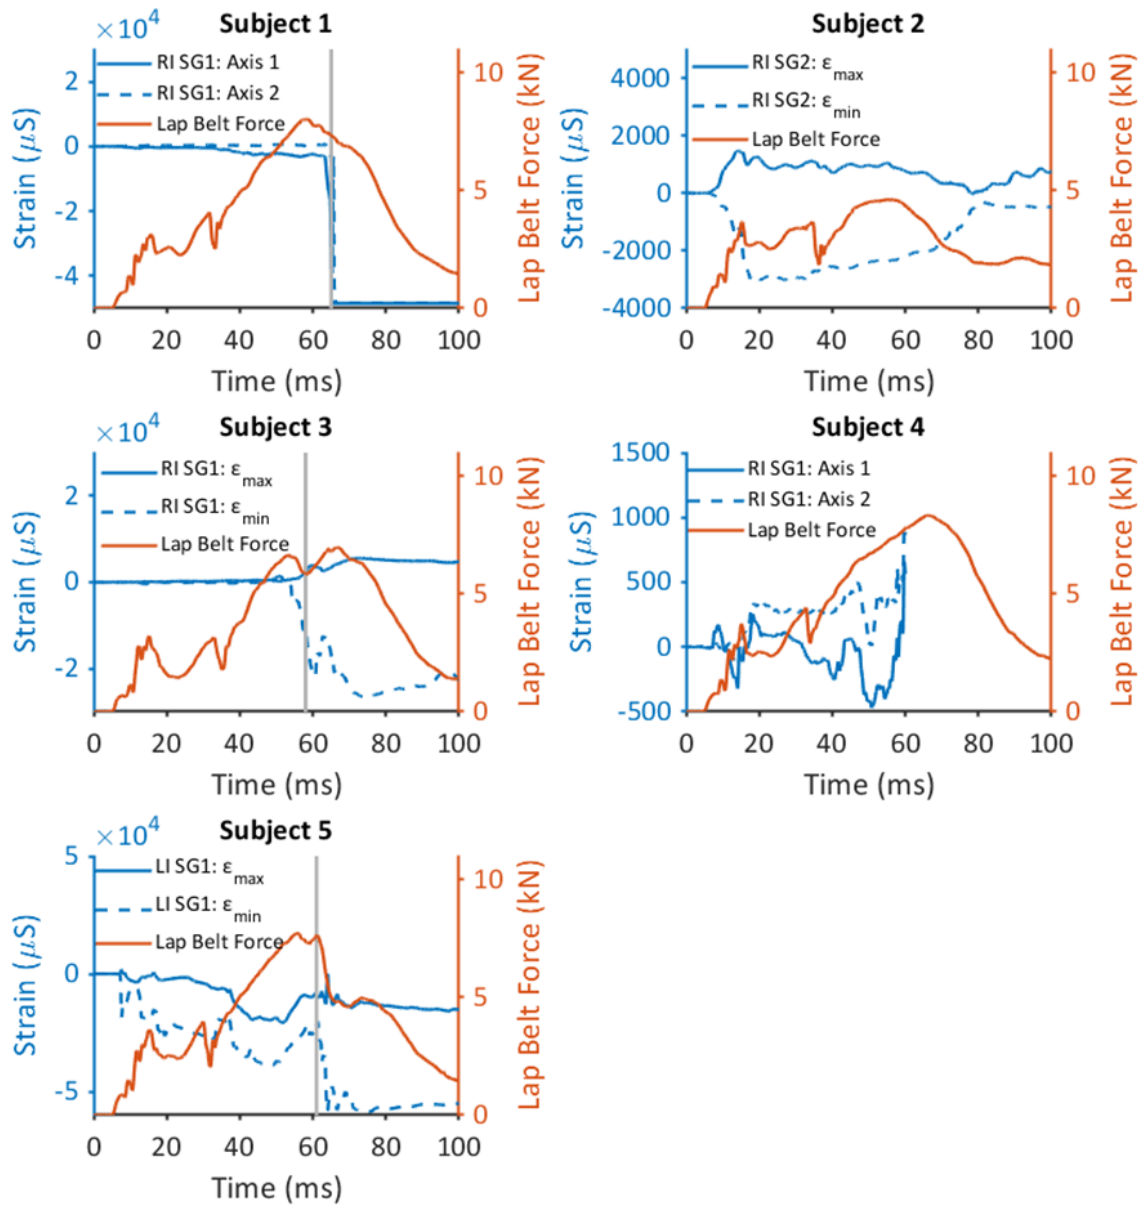 Subject 1
×10⁴
RI SG1: Axis 1
RI SG1: Axis 2
Lap Belt Force
Strain (μS)
2
0
-2
-4
Lap Belt Force (kN)
10
5
0
0 20 40 60 80 100
Time (ms)
Subject 2
RI SG2: ε max
RI SG2: ε min
Lap Belt Force
Strain (μS)
4000
2000
0
-2000
-4000
Lap Belt Force (kN)
10
5
0
0 20 40 60 80 100
Time (ms)
Subject 3
×10⁴
RI SG1: ε max
RI SG1: ε min
Lap Belt Force
Strain (μS)
2
0
-2
Lap Belt Force (kN)
10
5
0
0 20 40 60 80 100
Time (ms)
Subject 4
RI SG1: Axis 1
RI SG1: Axis 2
Lap Belt Force
Strain (μS)
1500
1000
500
0
-500
Lap Belt Force (kN)
10
5
0
0 20 40 60 80 100
Time (ms)
Subject 5
×10⁴
LI SG1: ε max
LI SG1: ε min
Lap Belt Force
Strain (μS)
5
0
-5
Lap Belt Force (kN)
10
5
0
0 20 40 60 80 100
Time (ms)